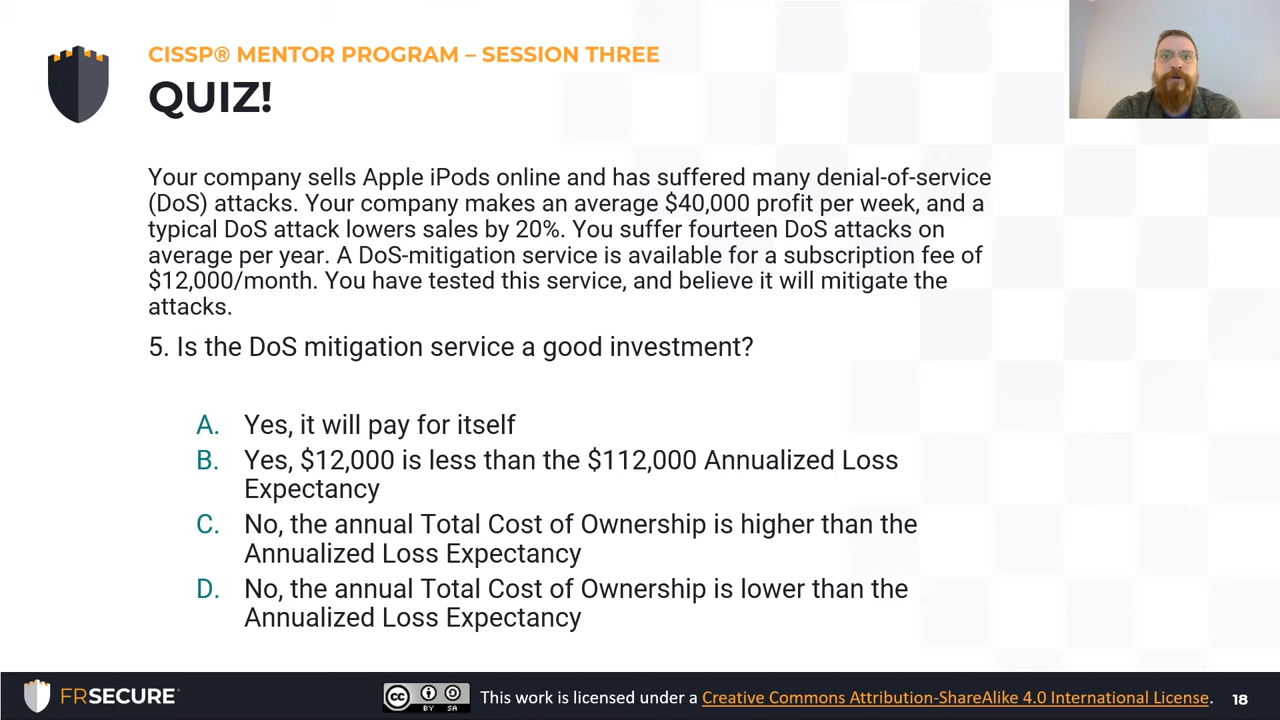 CISSP® MENTOR PROGRAM – SESSION THREE
QUIZ!
Your company sells Apple iPods online and has suffered many denial-of-service
(DoS) attacks. Your company makes an average $40,000 profit per week, and a
typical DoS attack lowers sales by 20%. You suffer fourteen DoS attacks on
average per year. A DoS-mitigation service is available for a subscription fee of
$12,000/month. You have tested this service, and believe it will mitigate the
attacks.
5. Is the DoS mitigation service a good investment?
A. Yes, it will pay for itself
B. Yes, $12,000 is less than the $112,000 Annualized Loss
Expectancy
C. No, the annual Total Cost of Ownership is higher than the
Annualized Loss Expectancy
D. No, the annual Total Cost of Ownership is lower than the
Annualized Loss Expectancy
FRSECURE
cc BY SA This work is licensed under a Creative Commons Attribution-ShareAlike 4.0 International License. 18